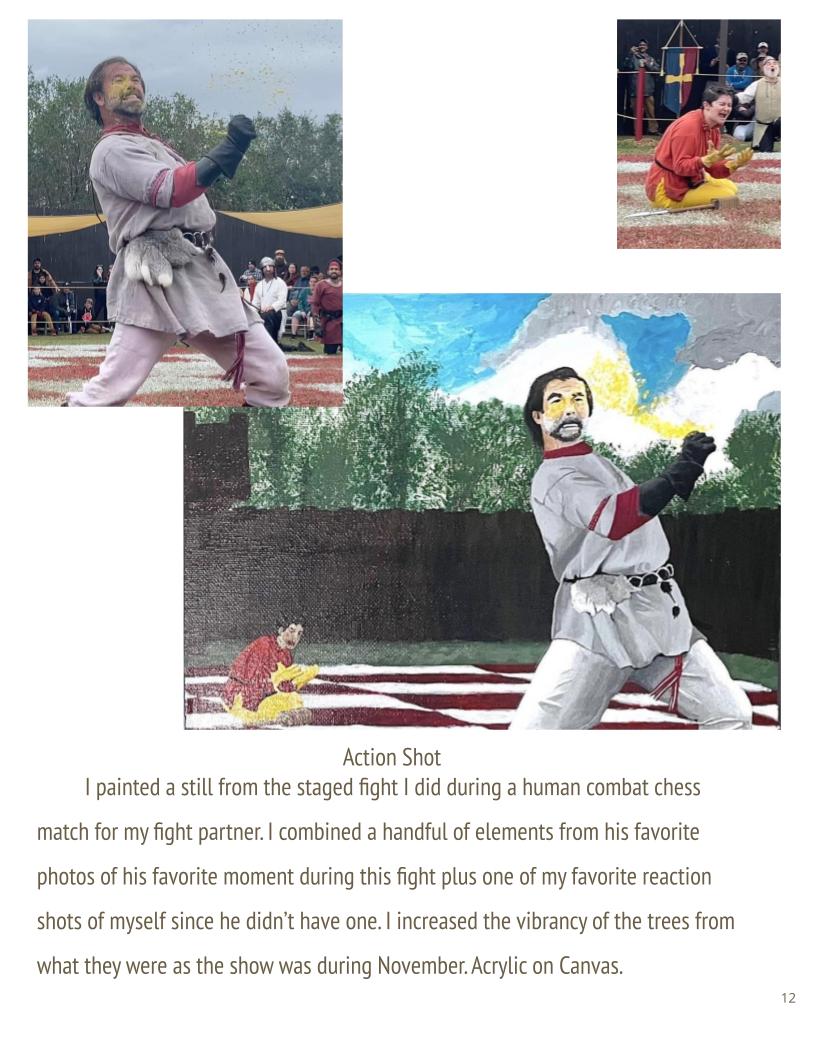 Action Shot
I painted a still from the staged fight I did during a human combat chess
match for my fight partner. I combined a handful of elements from his favorite
photos of his favorite moment during this fight plus one of my favorite reaction
shots of myself since he didn’t have one. I increased the vibrancy of the trees from
what they were as the show was during November. Acrylic on Canvas.
12